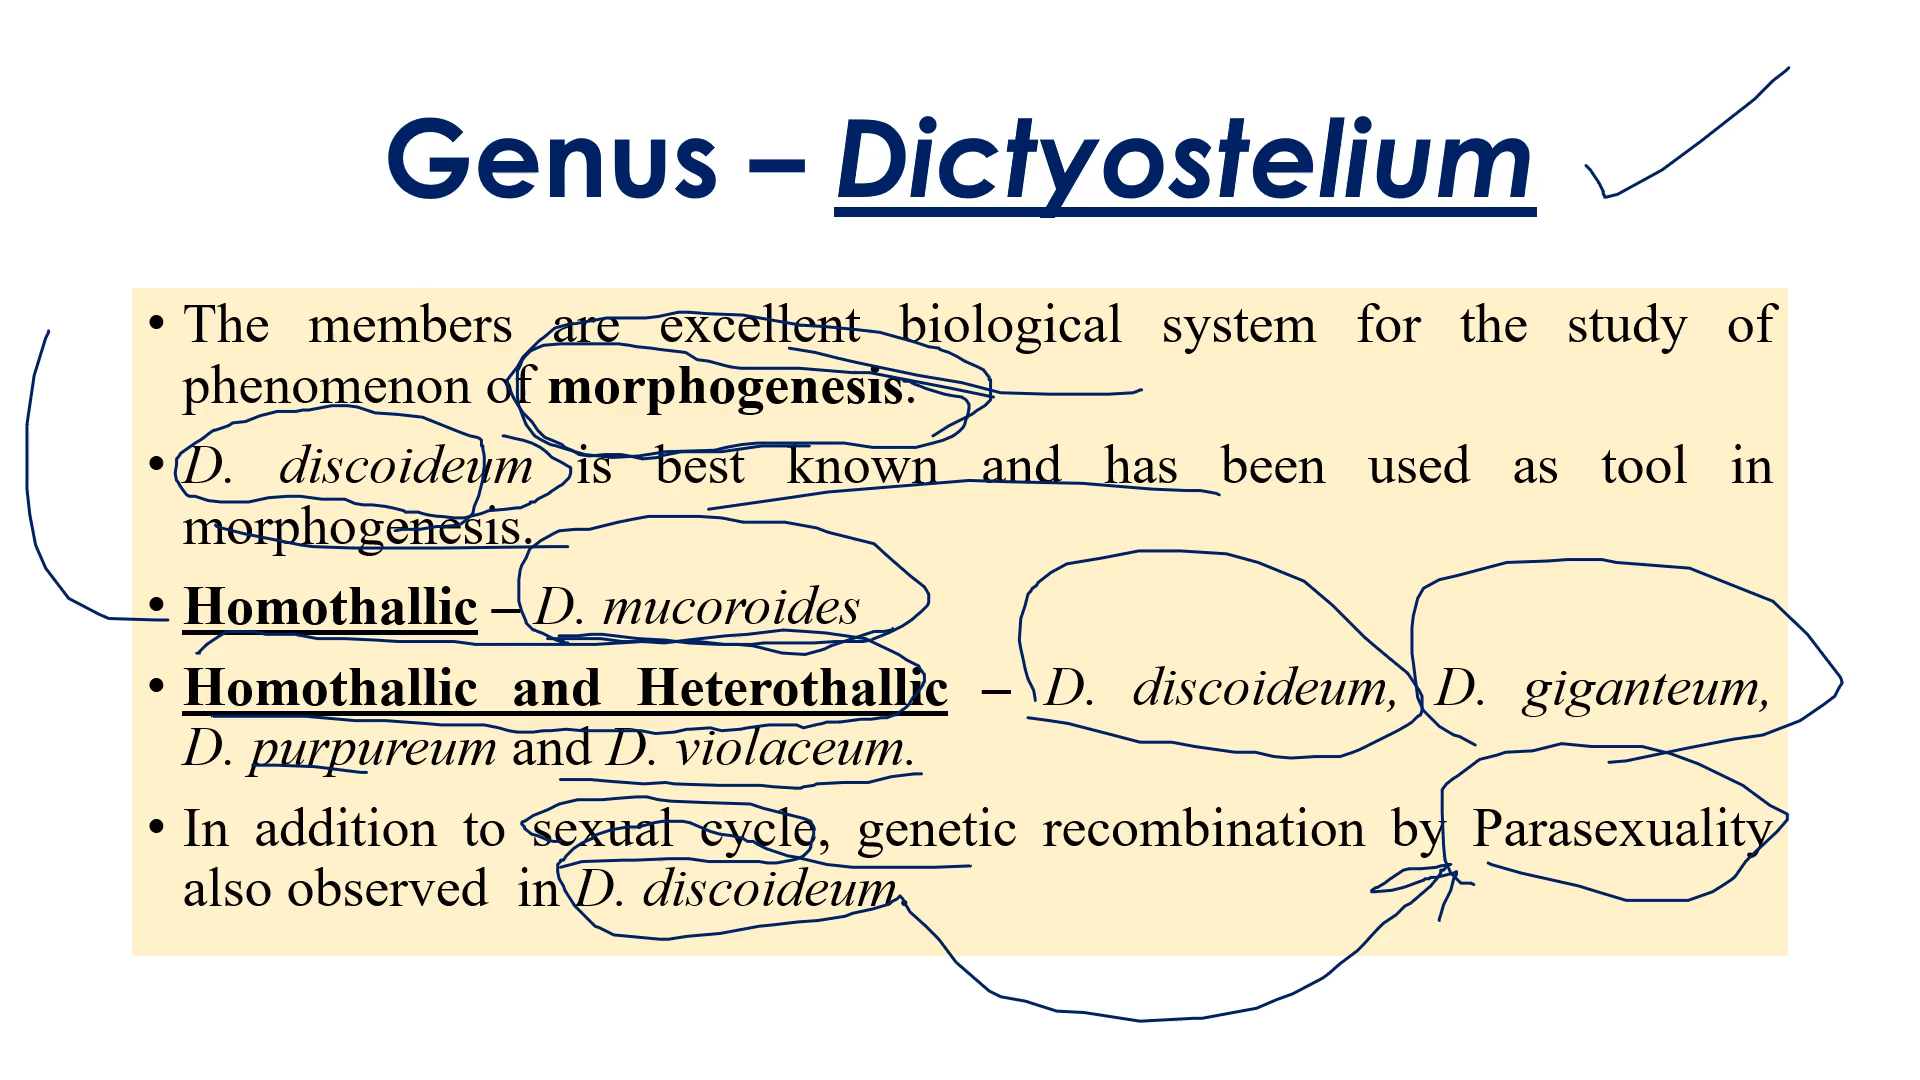 Genus – Dictyostelium
• The members are excellent biological system for the study of
phenomenon of morphogenesis.
• D. discoideum is best known and has been used as tool in
morphogenesis.
• Homothallic – D. mucoroides
• Homothallic and Heterothallic – D. discoideum, D. giganteum,
D. purpureum and D. violaceum.
• In addition to sexual cycle, genetic recombination by Parasexuality
also observed in D. discoideum.